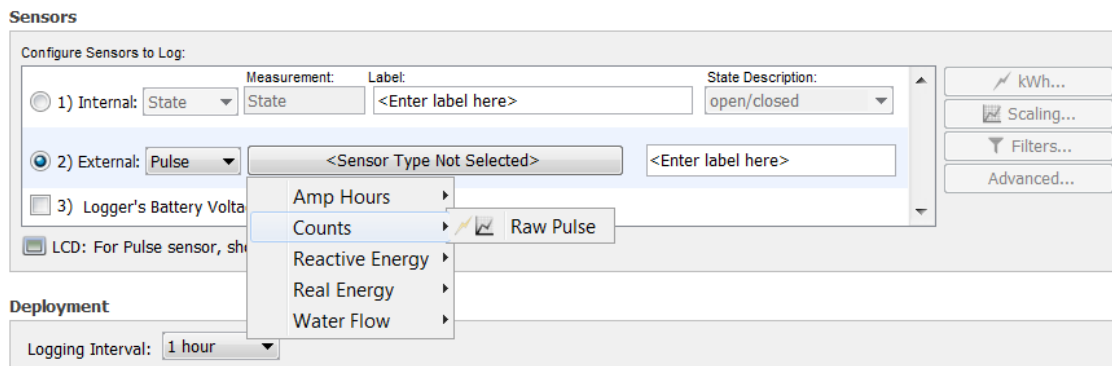 Sensors
Configure Sensors to Log:
Measurement: Label: State Description:
1) Internal: State State <Enter label here> open/closed
kWh...
Scaling...
2) External: Pulse <Sensor Type Not Selected> <Enter label here>
Filters...
Advanced...
Amp Hours
3) Logger's Battery
Counts Raw Pulse
LCD: For Pulse sensor,
Reactive Energy
Real Energy
Water Flow
Deployment
Logging Interval: 1 hour